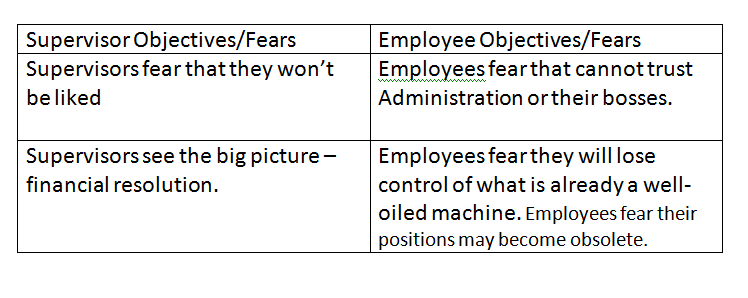 Supervisor Objectives/Fears
Employee Objectives/Fears
Supervisors fear that they won’t
be liked
Employees fear that cannot trust
Administration or their bosses.
Supervisors see the big picture –
financial resolution.
Employees fear they will lose
control of what is already a well-
oiled machine. Employees fear their
positions may become obsolete.